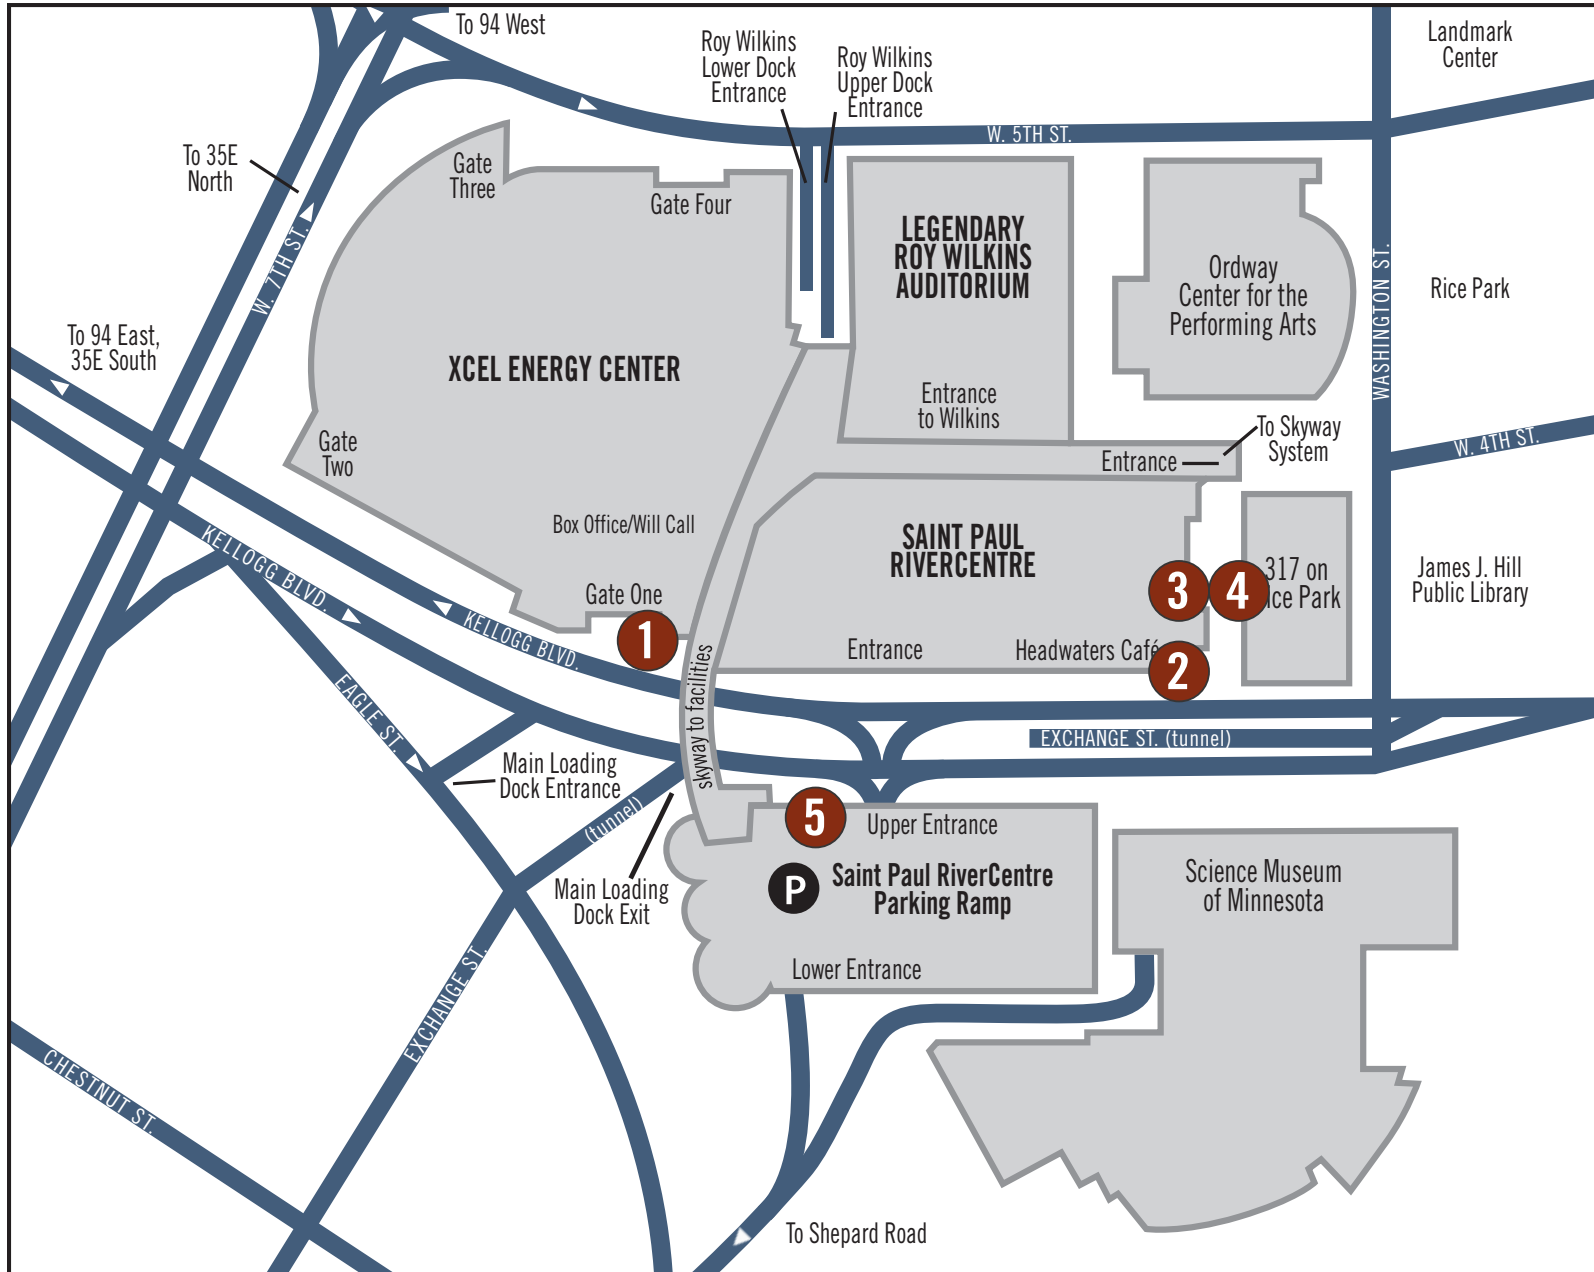 To 94 West
Roy Wilkins
Lower Dock
Entrance
Roy Wilkins
Upper Dock
Entrance
Landmark
Center
W. 5TH ST.
To 35E
North
Gate
Three
Gate Four
W. 7TH ST.
LEGENDARY
ROY WILKINS
AUDITORIUM
Ordway
Center for the
Performing Arts
WASHINGTON ST.
Rice Park
To 94 East,
35E South
XCEL ENERGY CENTER
Entrance
to Wilkins
Gate
Two
Entrance
To Skyway
System
W. 4TH ST.
Box Office/Will Call
SAINT PAUL
RIVERCENTRE
KELLOGG BLVD.
Gate One
KELLOGG BLVD.
1
3
4
317 on
ice Park
James J. Hill
Public Library
Entrance
Headwaters Café
2
skyway to facilities
EAGLE ST.
EXCHANGE ST. (tunnel)
Main Loading
Dock Entrance
(tunnel)
5
Upper Entrance
Main Loading
Dock Exit
P
Saint Paul RiverCentre
Parking Ramp
Science Museum
of Minnesota
Lower Entrance
EXCHANGE ST.
CHESTNUT ST.
To Shepard Road